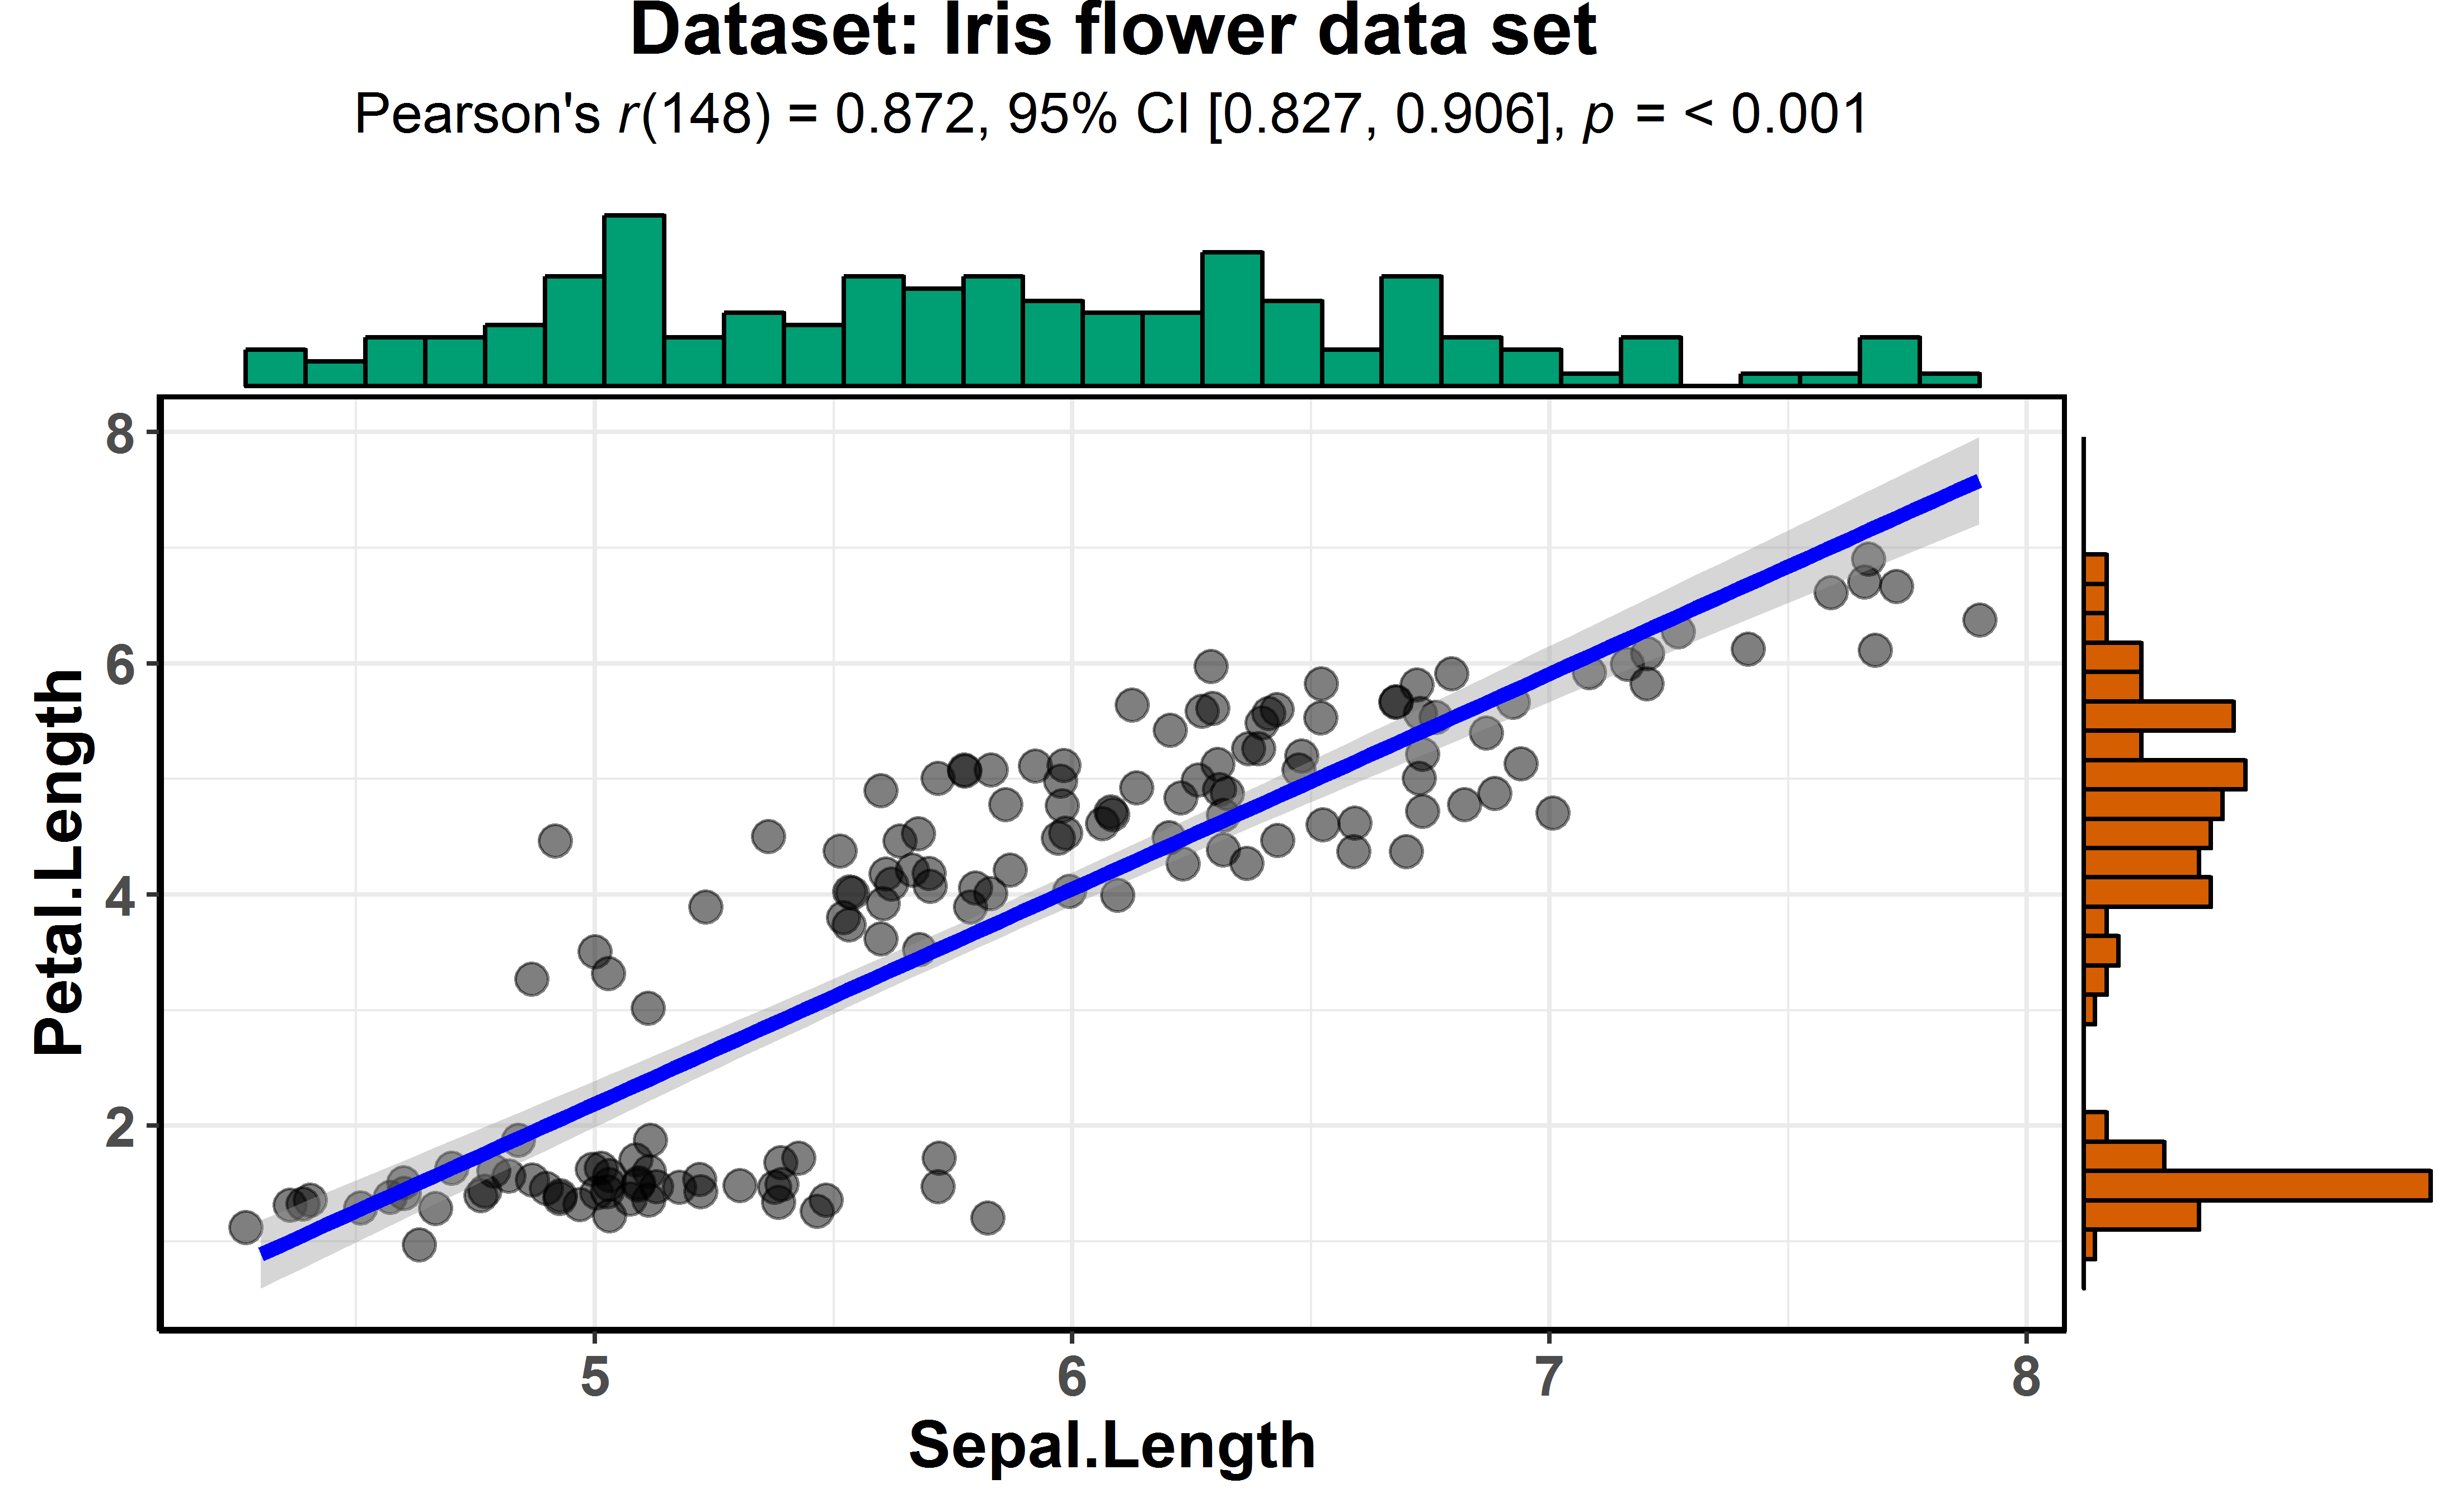 Dataset: Iris flower data set
Pearson's r(148) = 0.872, 95% CI [0.827, 0.906], p = < 0.001
8
6
4
2
Petal.Length
5 6 7 8
Sepal.Length